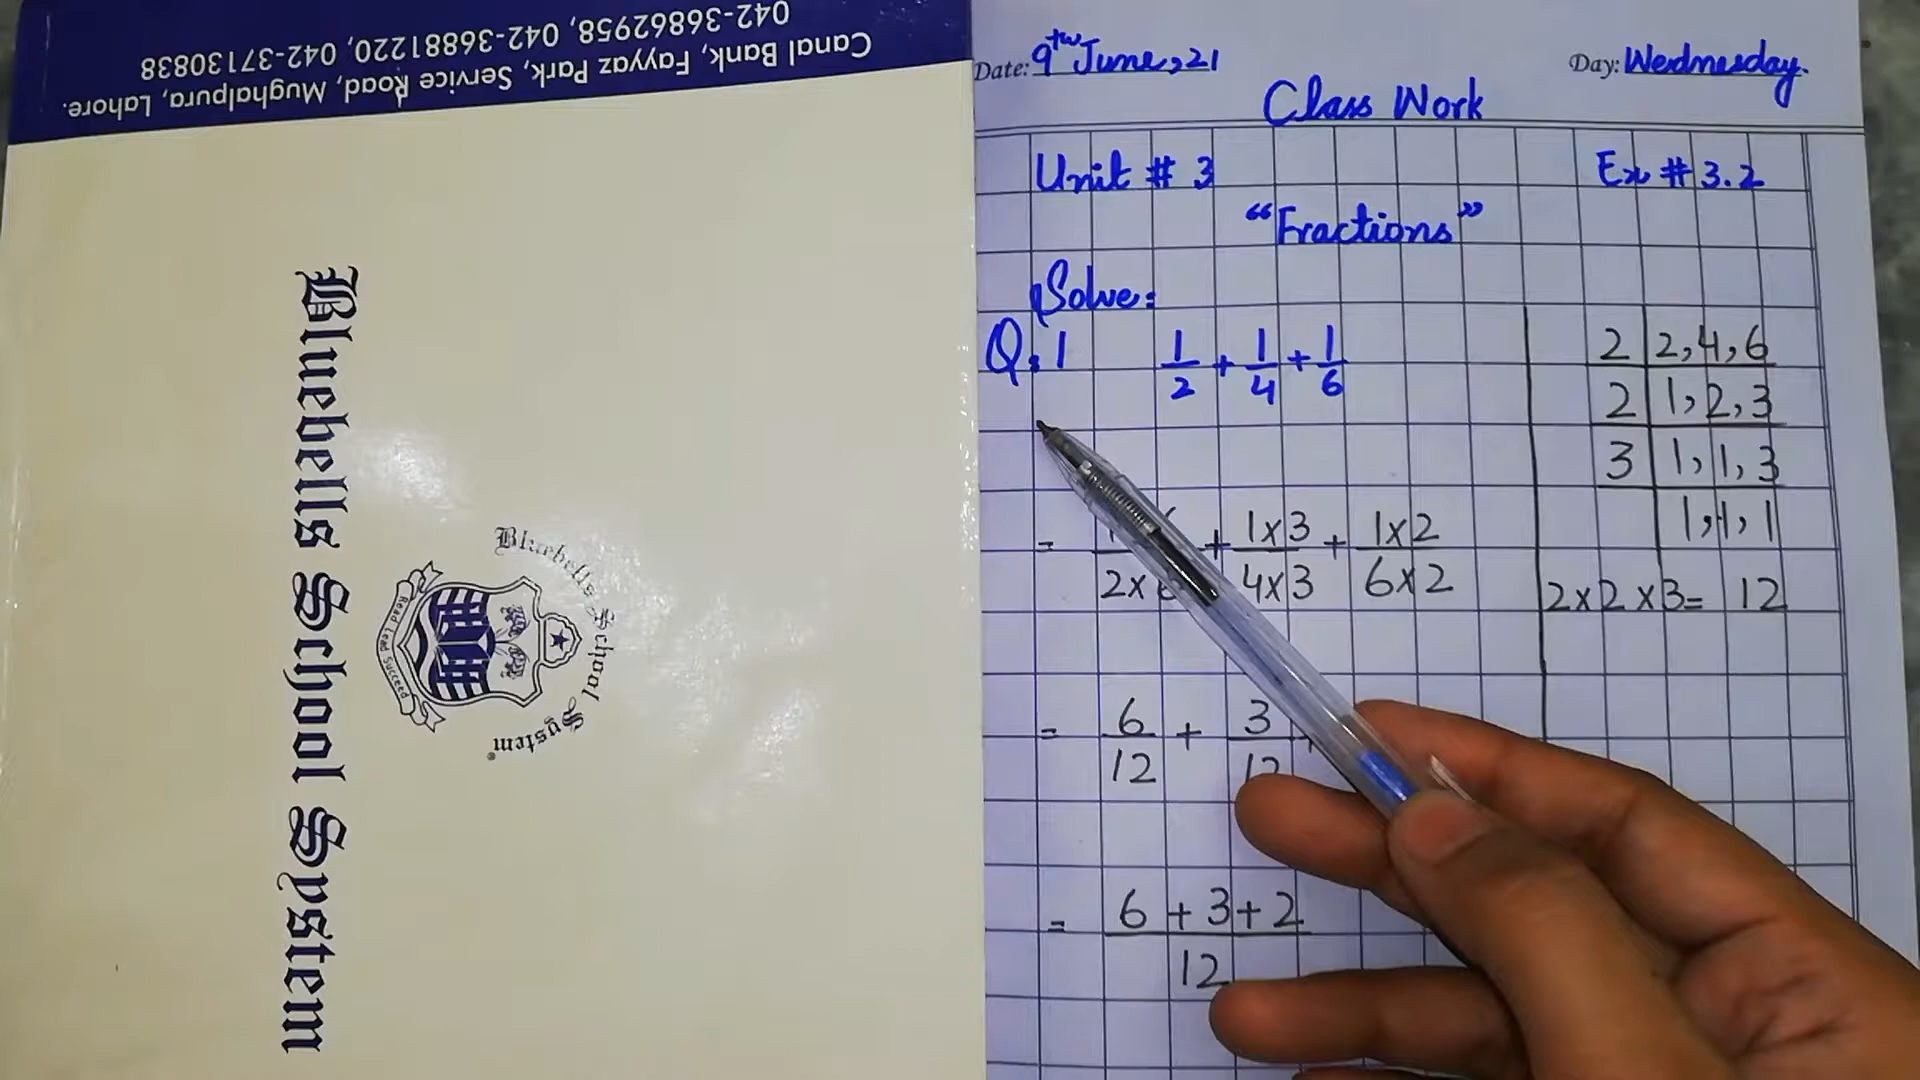 Canal Bank, Fayyaz Park, Service Road, Mughalpura, Lahore.
042-36862958, 042-36881220, 042-37130838
Bluebells School System
Bluebells School System
Read Lead Succeed
Date: 9th June, 21
Day: Wednesday.
Class Work
Unit # 3
Ex # 3.2
"Fractions"
Solve:
Q:1 1/2 + 1/4 + 1/6
2 | 2, 4, 6
2 | 1, 2, 3
3 | 1, 1, 3
1, 1, 1
2x2x3= 12
= + 1x3/4x3 + 1x2/6x2
= 6/12 + 3/12 +
= 6+3+2/12